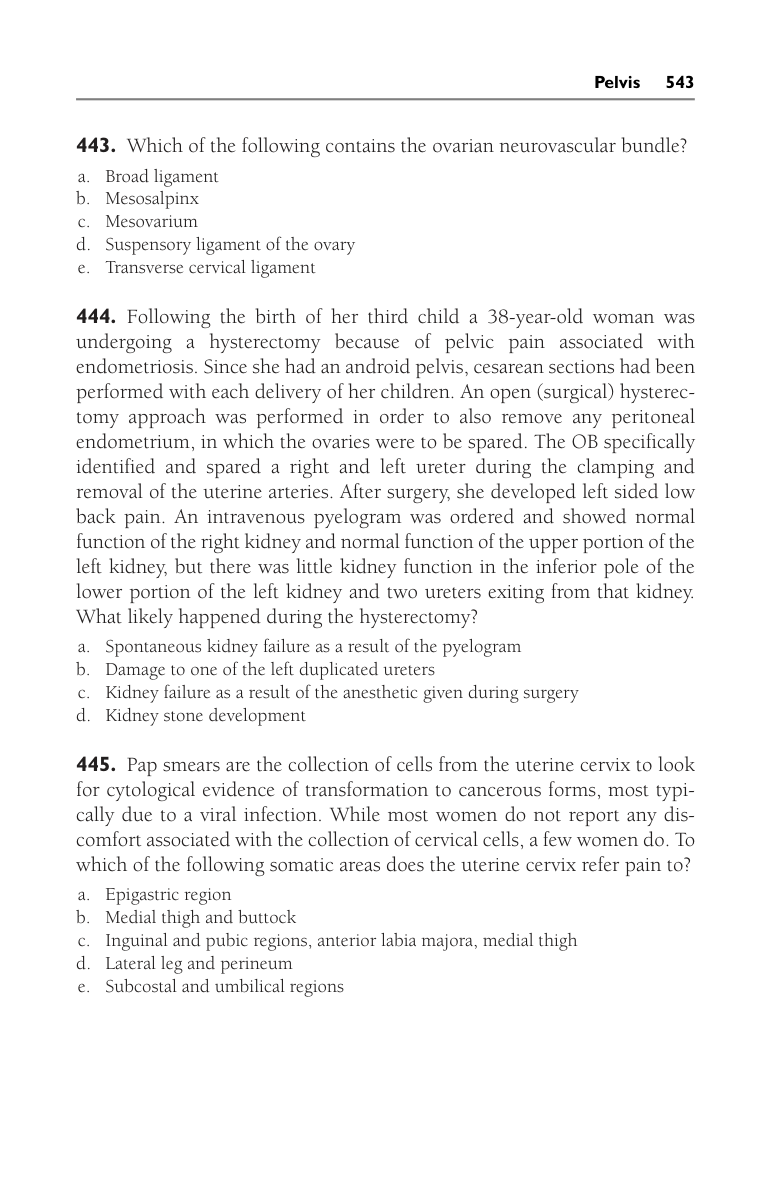 Pelvis 543
443. Which of the following contains the ovarian neurovascular bundle?
a. Broad ligament
b. Mesosalpinx
c. Mesovarium
d. Suspensory ligament of the ovary
e. Transverse cervical ligament
444. Following the birth of her third child a 38-year-old woman was
undergoing a hysterectomy because of pelvic pain associated with
endometriosis. Since she had an android pelvis, cesarean sections had been
performed with each delivery of her children. An open (surgical) hysterec-
tomy approach was performed in order to also remove any peritoneal
endometrium, in which the ovaries were to be spared. The OB specifically
identified and spared a right and left ureter during the clamping and
removal of the uterine arteries. After surgery, she developed left sided low
back pain. An intravenous pyelogram was ordered and showed normal
function of the right kidney and normal function of the upper portion of the
left kidney, but there was little kidney function in the inferior pole of the
lower portion of the left kidney and two ureters exiting from that kidney.
What likely happened during the hysterectomy?
a. Spontaneous kidney failure as a result of the pyelogram
b. Damage to one of the left duplicated ureters
c. Kidney failure as a result of the anesthetic given during surgery
d. Kidney stone development
445. Pap smears are the collection of cells from the uterine cervix to look
for cytological evidence of transformation to cancerous forms, most typi-
cally due to a viral infection. While most women do not report any dis-
comfort associated with the collection of cervical cells, a few women do. To
which of the following somatic areas does the uterine cervix refer pain to?
a. Epigastric region
b. Medial thigh and buttock
c. Inguinal and pubic regions, anterior labia majora, medial thigh
d. Lateral leg and perineum
e. Subcostal and umbilical regions